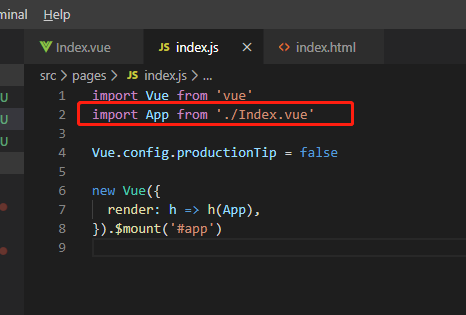 minal Help
Index.vue JS index.js × <> index.html
U src > pages > JS index.js > ...
U 1 import Vue from 'vue'
U 2 import App from './Index.vue'
3
4 Vue.config.productionTip = false
5
6 new Vue({
7 render: h => h(App),
8 }).$mount('#app')
9